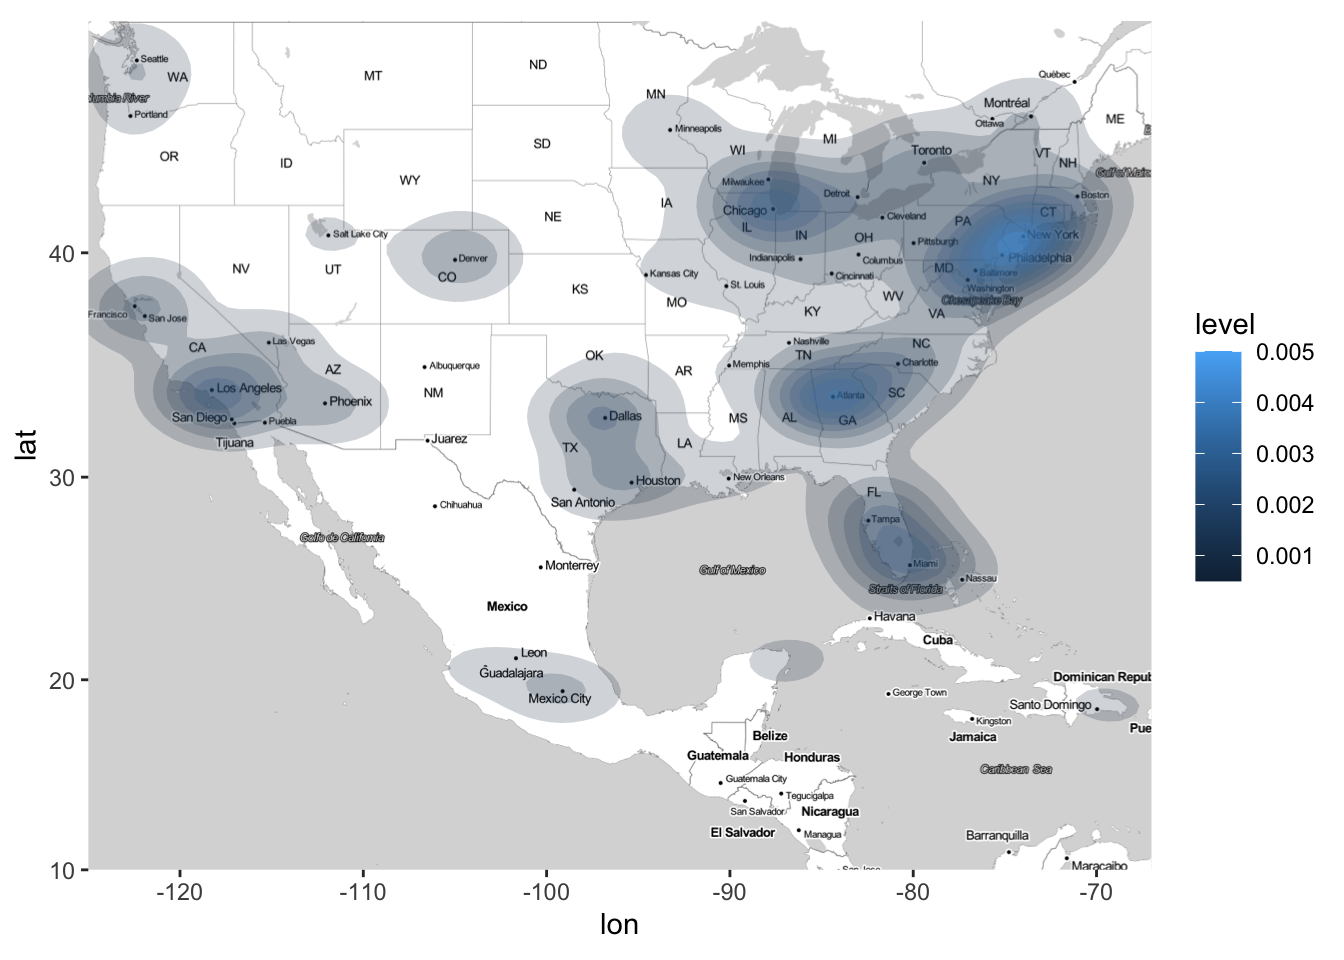 Québec
Seattle
WA
MT
ND
MN
Montréal
ME
Portland
Ottawa
Minneapolis
OR
ID
SD
WI
MI
Toronto
VT
NH
WY
Milwaukee
Detroit
NY
Boston
IA
Chicago
Cleveland
PA
CT
NE
IL
IN
OH
Pittsburgh
New York
Salt Lake City
40
NV
UT
Denver
CO
Indianapolis
Columbus
Philadelphia
Kansas City
St. Louis
Cincinnati
MD
Baltimore
Washington
KS
MO
WV
Chesapeake Bay
Francisco
San Jose
KY
VA
CA
Las Vegas
OK
Nashville
TN
NC
AZ
Albuquerque
AR
Memphis
Charlotte
Los Angeles
Phoenix
NM
Atlanta
SC
San Diego
Puebla
Dallas
MS
AL
GA
Tijuana
Juarez
TX
LA
30
Houston
New Orleans
San Antonio
FL
Chihuahua
Tampa
Golfo de California
Monterrey
Gulf of Mexico
Miami
Nassau
Straits of Florida
Mexico
Havana
Cuba
Leon
Guadalajara
20
Mexico City
Dominican Repub
George Town
Santo Domingo
Kingston
Jamaica
Pue
Belize
Guatemala
Honduras
Caribbean Sea
Guatemala City
Tegucigalpa
San Salvador
Nicaragua
El Salvador
Managua
Barranquilla
Maracaibo
10
-120
-110
-100
-90
-80
-70
lon
lat
level
0.005
0.004
0.003
0.002
0.001